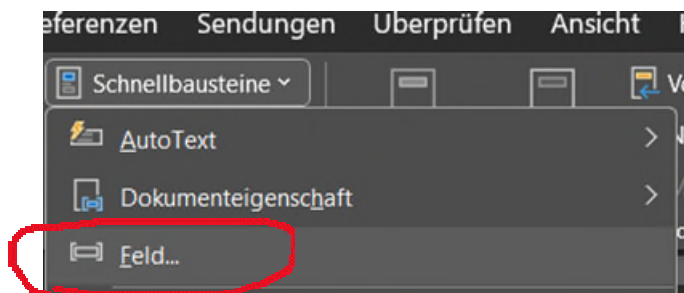 eferenzen Sendungen Überprüfen Ansicht
Schnellbausteine
AutoText
Dokumenteigenschaft
Feld...